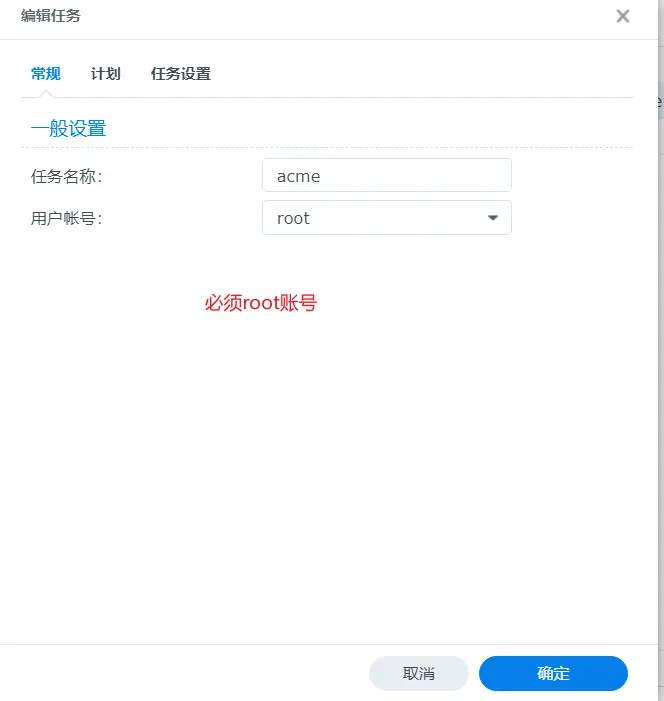 编辑任务
常规 计划 任务设置
一般设置
任务名称： acme
用户帐号： root
必须root账号
取消 确定